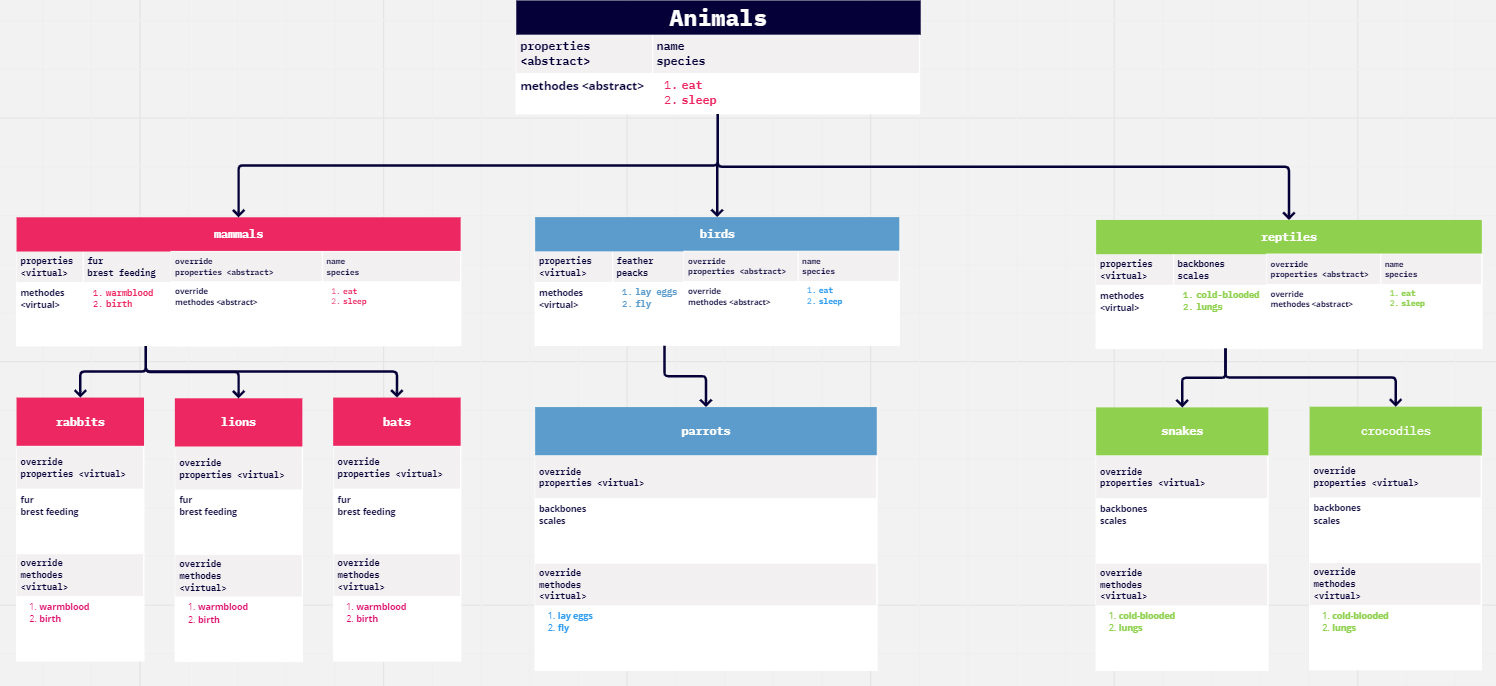 Animals
properties
<abstract>
name
species
methodes <abstract>
1. eat
2. sleep
mammals
properties
<virtual>
fur
brest feeding
override
properties <abstract>
name
species
methodes
<virtual>
1. warmblood
2. birth
override
methodes <abstract>
1. eat
2. sleep
birds
properties
<virtual>
feather
peacks
override
properties <abstract>
name
species
methodes
<virtual>
1. lay eggs
2. fly
override
methodes <abstract>
1. eat
2. sleep
reptiles
properties
<virtual>
backbones
scales
override
properties <abstract>
name
species
methodes
<virtual>
1. cold-blooded
2. lungs
override
methodes <abstract>
1. eat
2. sleep
rabbits
override
properties <virtual>
fur
brest feeding
override
methodes
<virtual>
1. warmblood
2. birth
lions
override
properties <virtual>
fur
brest feeding
override
methodes
<virtual>
1. warmblood
2. birth
bats
override
properties <virtual>
fur
brest feeding
override
methodes
<virtual>
1. warmblood
2. birth
parrots
override
properties <virtual>
backbones
scales
override
methodes
<virtual>
1. lay eggs
2. fly
snakes
override
properties <virtual>
backbones
scales
override
methodes
<virtual>
1. cold-blooded
2. lungs
crocodiles
override
properties <virtual>
backbones
scales
override
methodes
<virtual>
1. cold-blooded
2. lungs